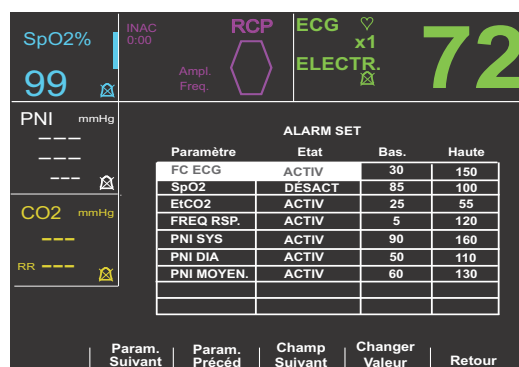 SpO2%
99
INAC
0:00
RCP
Ampl.
Freq.
ECG
x1
ELECTR.
72
PNI mmHg
---
---
---
CO2 mmHg
---
RR ---
ALARM SET
Paramètre Etat Bas. Haute
FC ECG ACTIV 30 150
SpO2 DÉSACT 85 100
EtCO2 ACTIV 25 55
FREQ RSP. ACTIV 5 120
PNI SYS ACTIV 90 160
PNI DIA ACTIV 50 110
PNI MOYEN. ACTIV 60 130
Param. Suivant
Param. Précéd
Champ Suivant
Changer Valeur
Retour